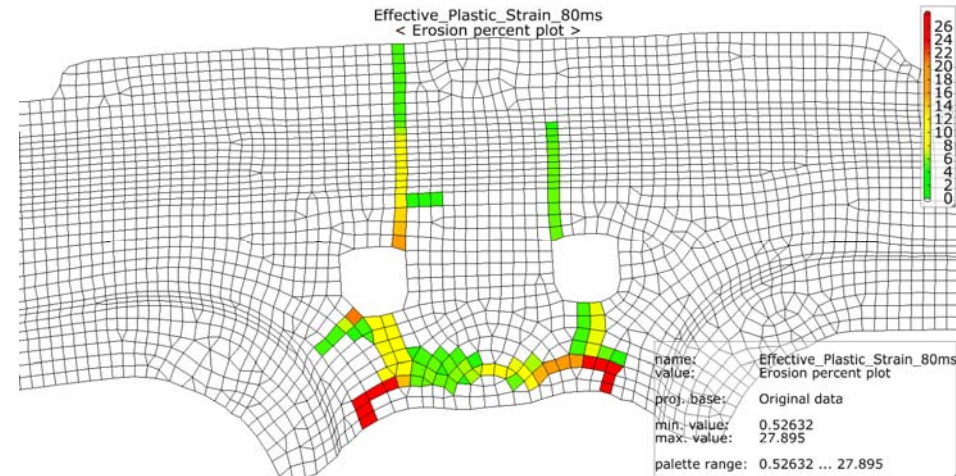 Effective_Plastic_Strain_80ms
< Erosion percent plot >
26
24
22
20
18
16
14
12
10
8
6
4
2
0
name: Effective_Plastic_Strain_80ms
value: Erosion percent plot
proj. base: Original data
min. value: 0.52632
max. value: 27.895
palette range: 0.52632 ... 27.895